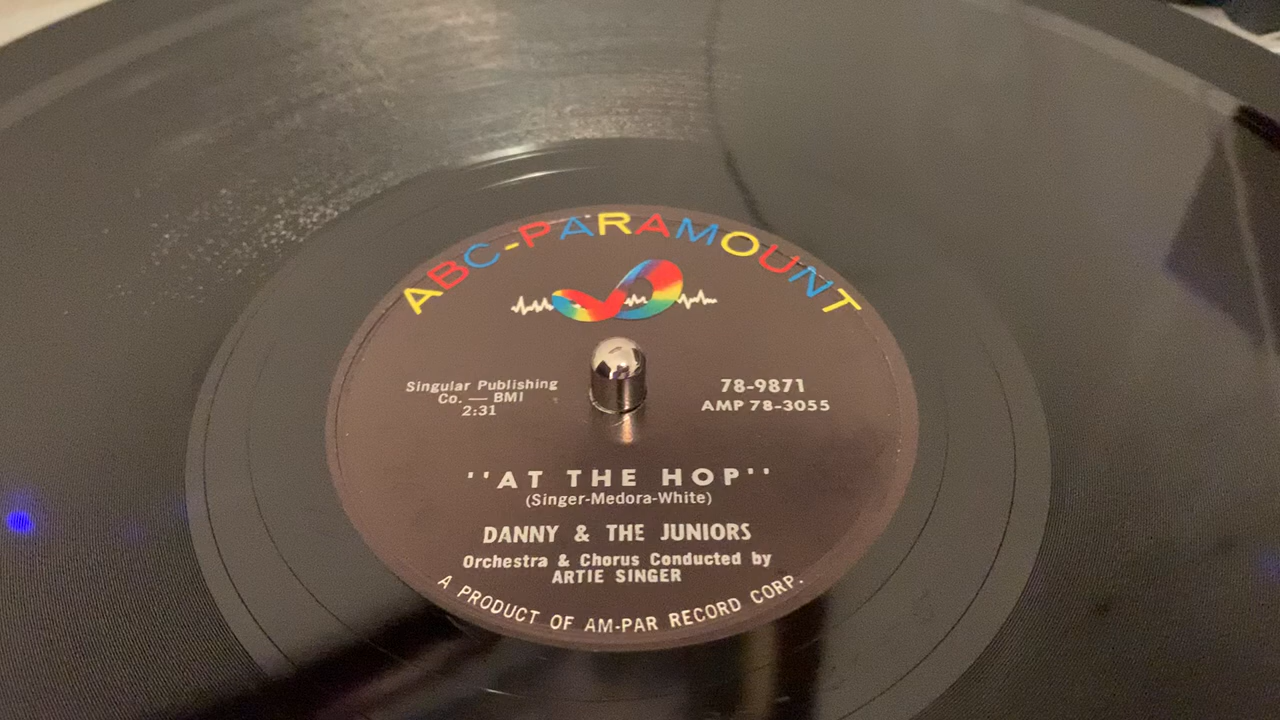 ABC-PARAMOUNT
Singular Publishing
Co. — BMI
2:31
78-9871
AMP 78-3055
''AT THE HOP''
(Singer-Medora-White)
DANNY & THE JUNIORS
Orchestra & Chorus Conducted by
ARTIE SINGER
A PRODUCT OF AM-PAR RECORD CORP.